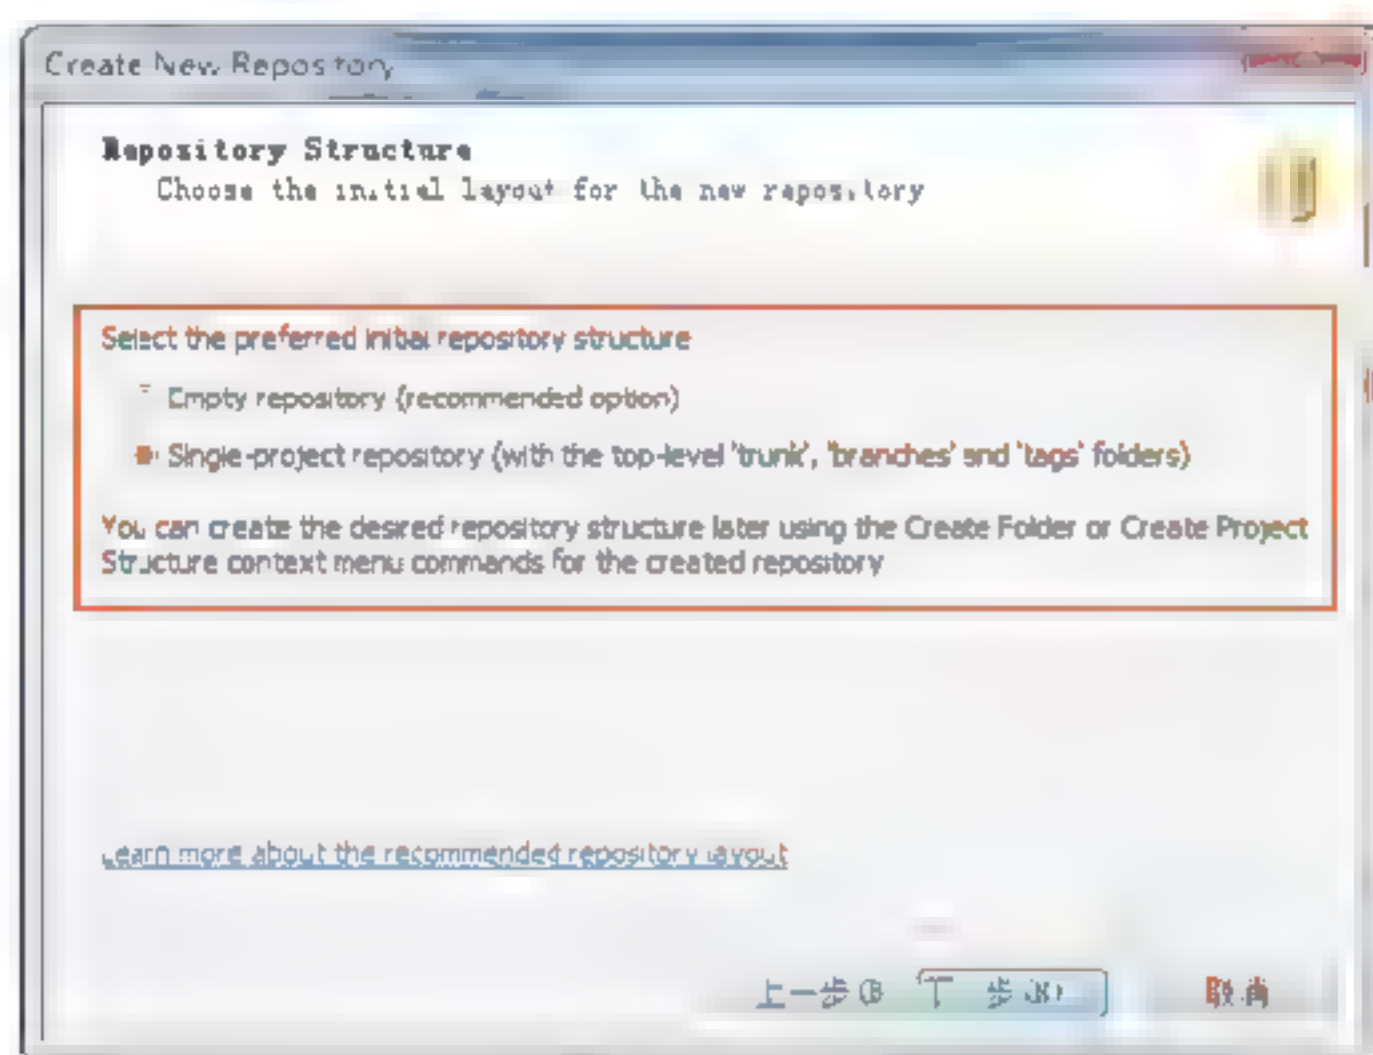 Create New Repository
Repository Structure
Choose the initial layout for the new repository
Select the preferred initial repository structure
Empty repository (recommended option)
Single-project repository (with the top-level 'trunk', 'branches' and 'tags' folders)
You can create the desired repository structure later using the Create Folder or Create Project
Structure context menu commands for the created repository
Learn more about the recommended repository layout
上一步(B 下一步(N) 取消